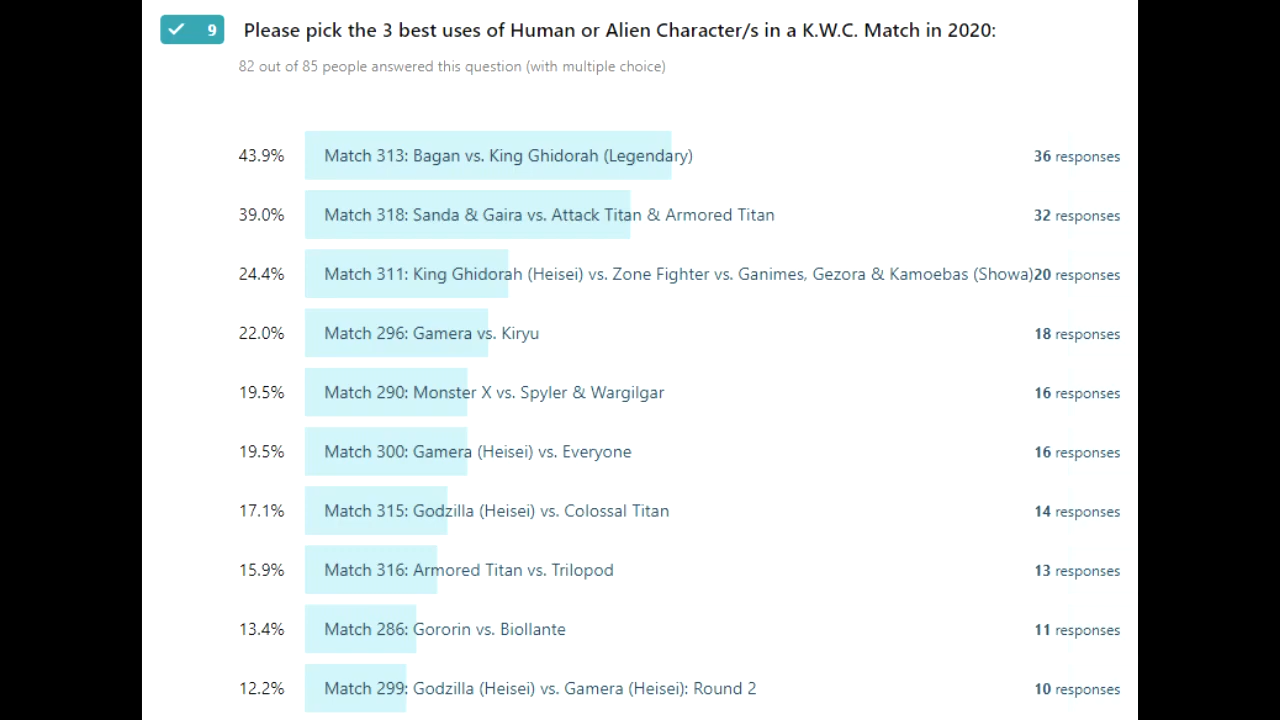 9 Please pick the 3 best uses of Human or Alien Character/s in a K.W.C. Match in 2020:
82 out of 85 people answered this question (with multiple choice)
43.9% Match 313: Bagan vs. King Ghidorah (Legendary) 36 responses
39.0% Match 318: Sanda & Gaira vs. Attack Titan & Armored Titan 32 responses
24.4% Match 311: King Ghidorah (Heisei) vs. Zone Fighter vs. Ganimes, Gezora & Kamoebas (Showa) 20 responses
22.0% Match 296: Gamera vs. Kiryu 18 responses
19.5% Match 290: Monster X vs. Spyler & Wargilgar 16 responses
19.5% Match 300: Gamera (Heisei) vs. Everyone 16 responses
17.1% Match 315: Godzilla (Heisei) vs. Colossal Titan 14 responses
15.9% Match 316: Armored Titan vs. Trilopod 13 responses
13.4% Match 286: Gororin vs. Biollante 11 responses
12.2% Match 299: Godzilla (Heisei) vs. Gamera (Heisei): Round 2 10 responses